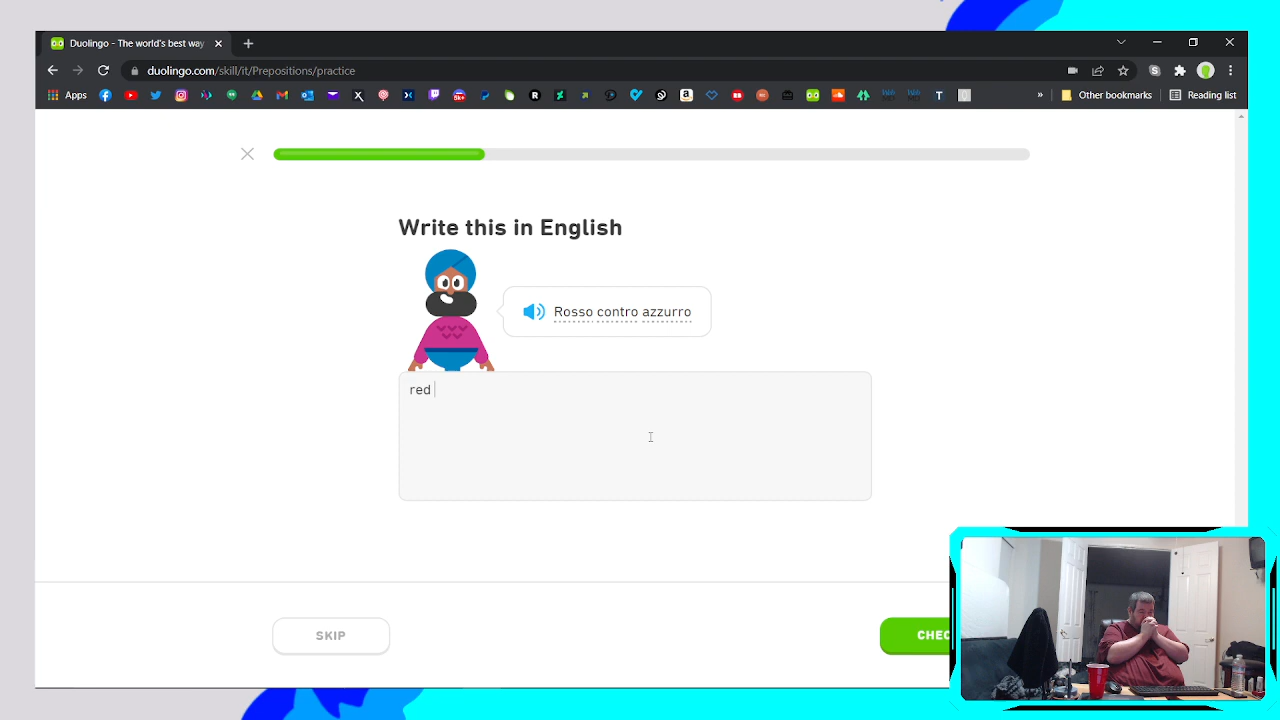 Duolingo - The world's best way
duolingo.com/skill/it/Prepositions/practice
Apps
Other bookmarks
Reading list
Write this in English
Rosso contro azzurro
red
SKIP
CHEC